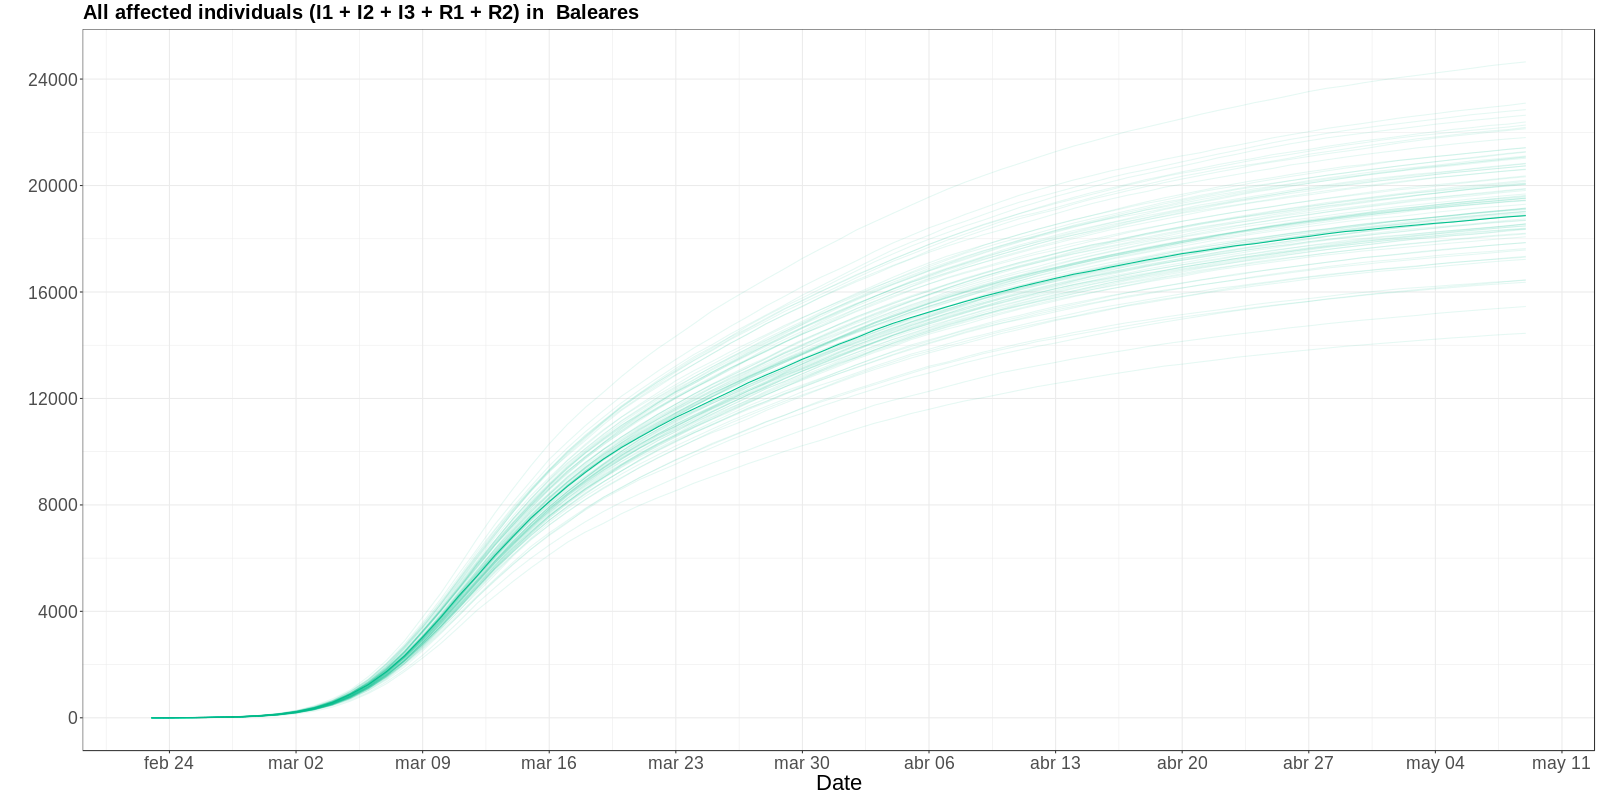 All affected individuals (I1 + I2 + I3 + R1 + R2) in  Baleares
24000
20000
16000
12000
8000
4000
0
feb 24 mar 02 mar 09 mar 16 mar 23 mar 30 abr 06 abr 13 abr 20 abr 27 may 04 may 11
Date